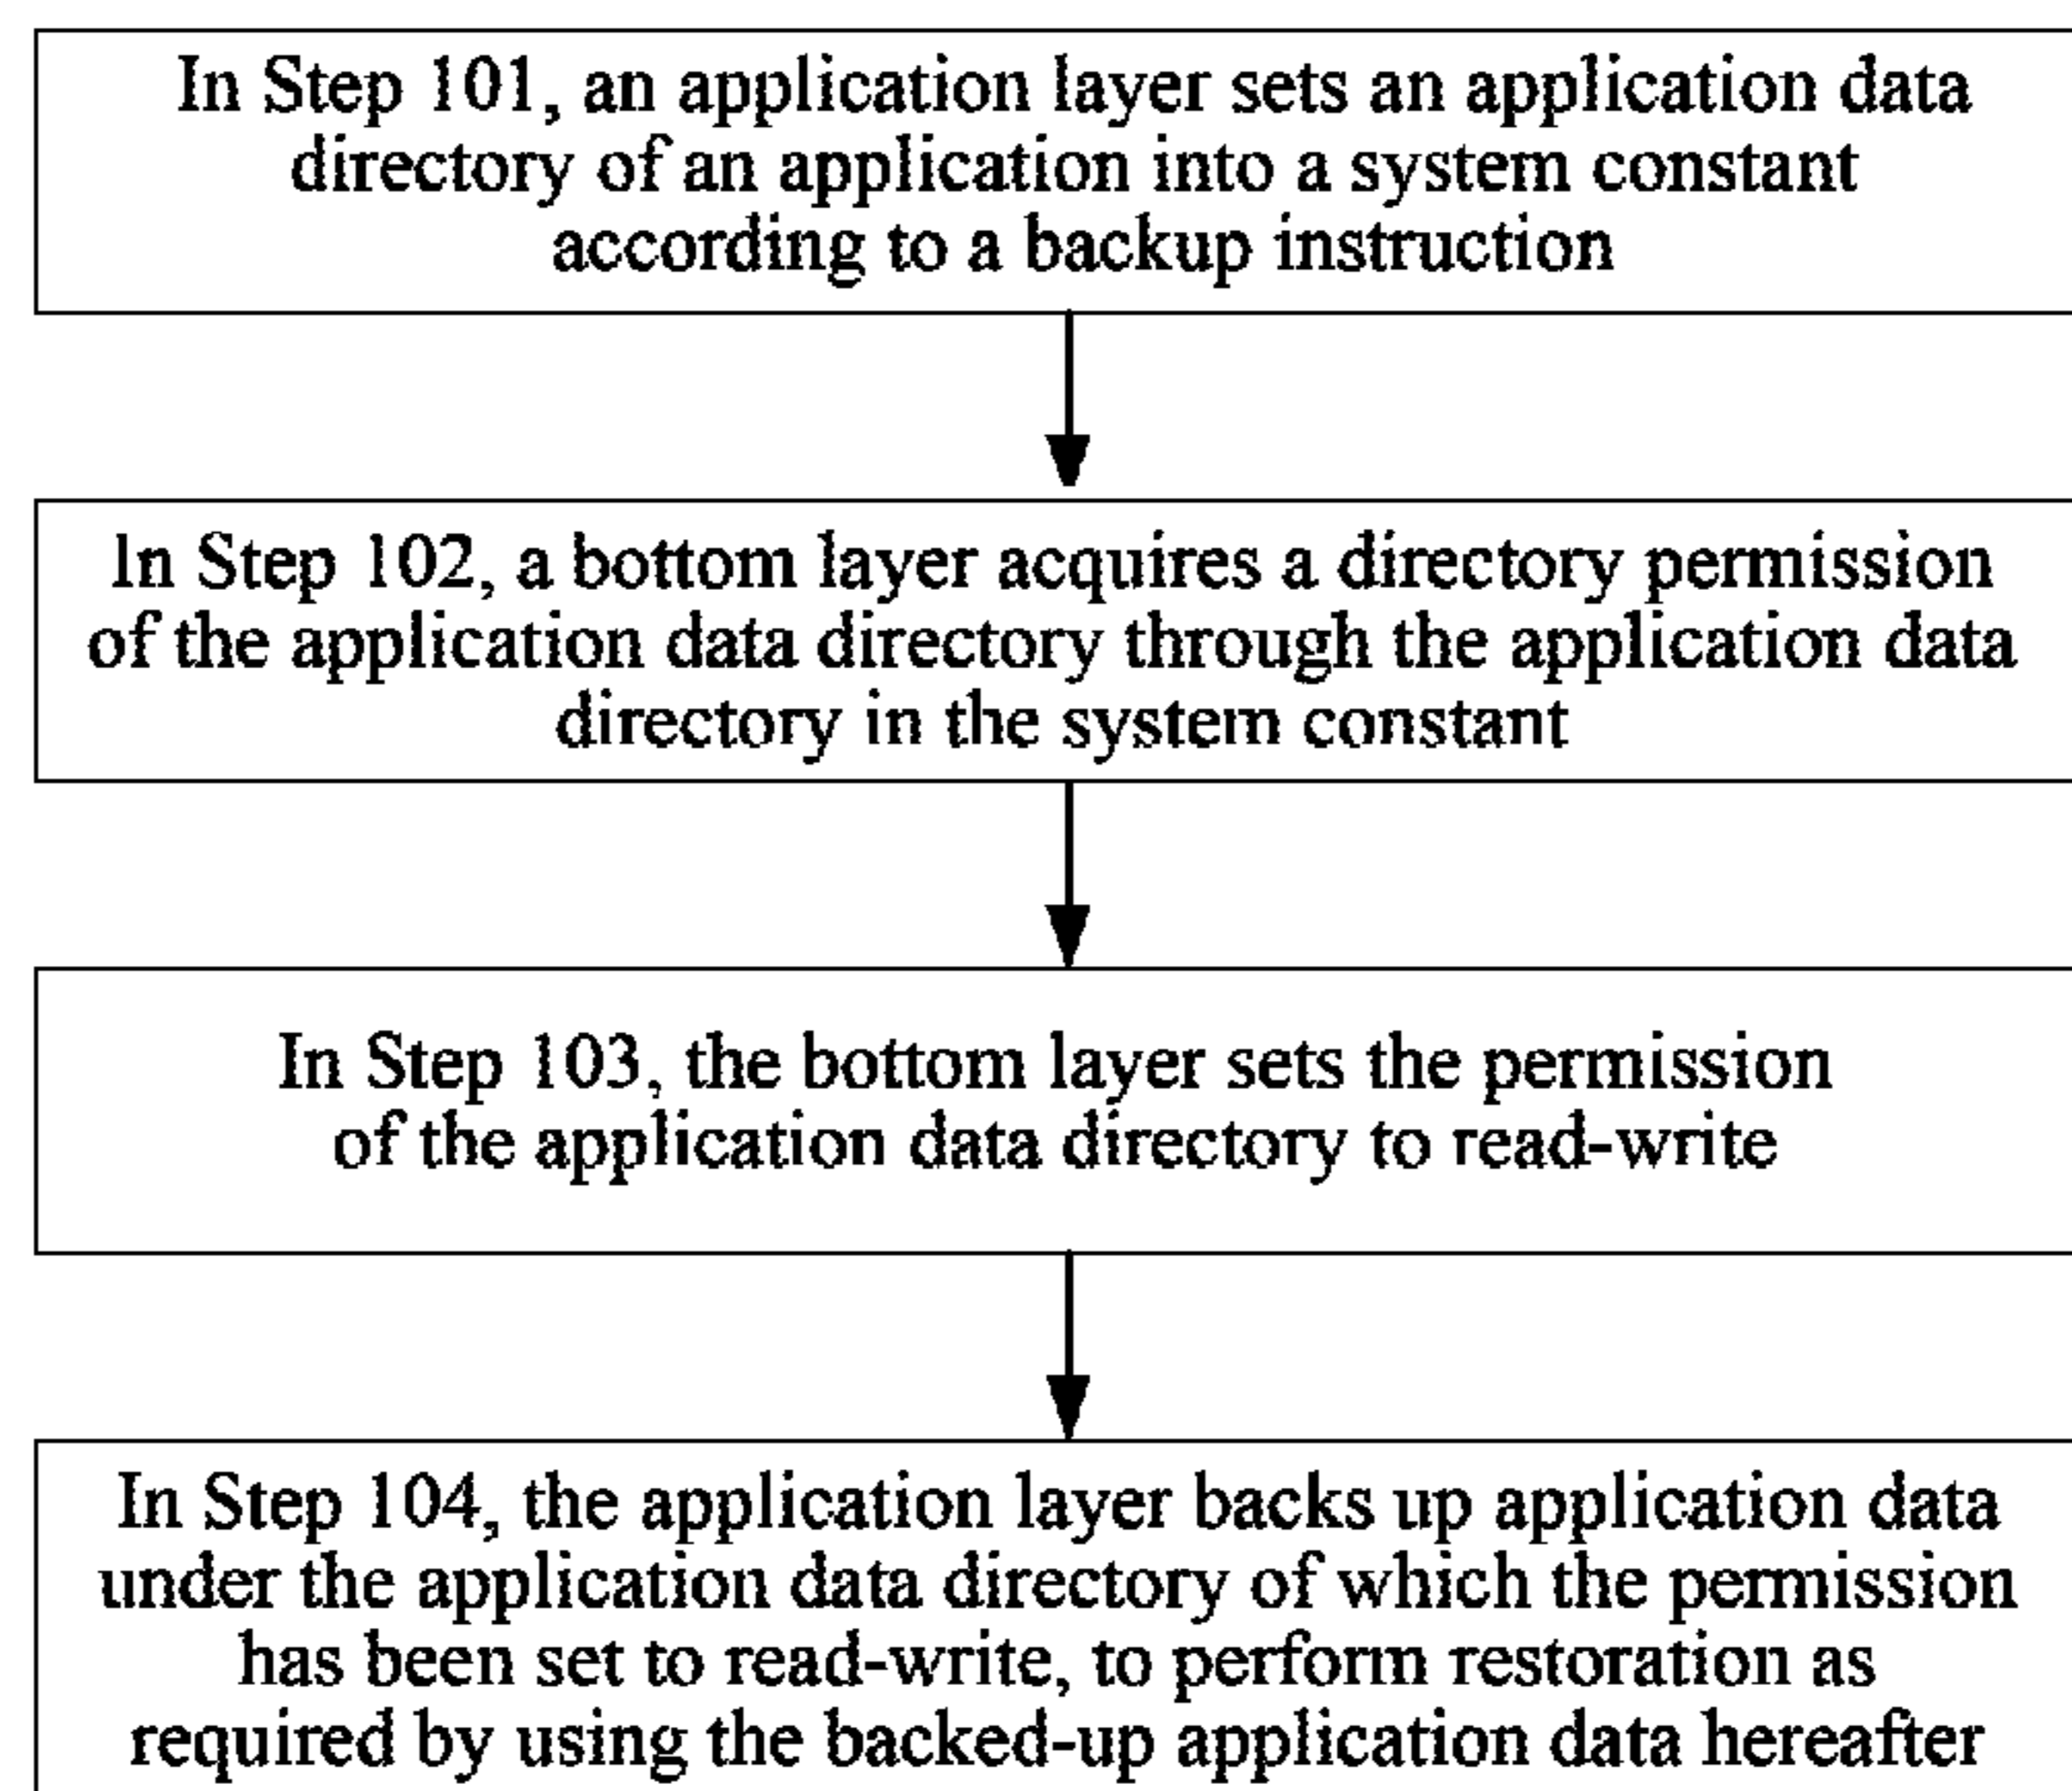 In Step 101, an application layer sets an application data
directory of an application into a system constant
according to a backup instruction
In Step 102, a bottom layer acquires a directory permission
of the application data directory through the application data
directory in the system constant
In Step 103, the bottom layer sets the permission
of the application data directory to read-write
In Step 104, the application layer backs up application data
under the application data directory of which the permission
has been set to read-write, to perform restoration as
required by using the backed-up application data hereafter